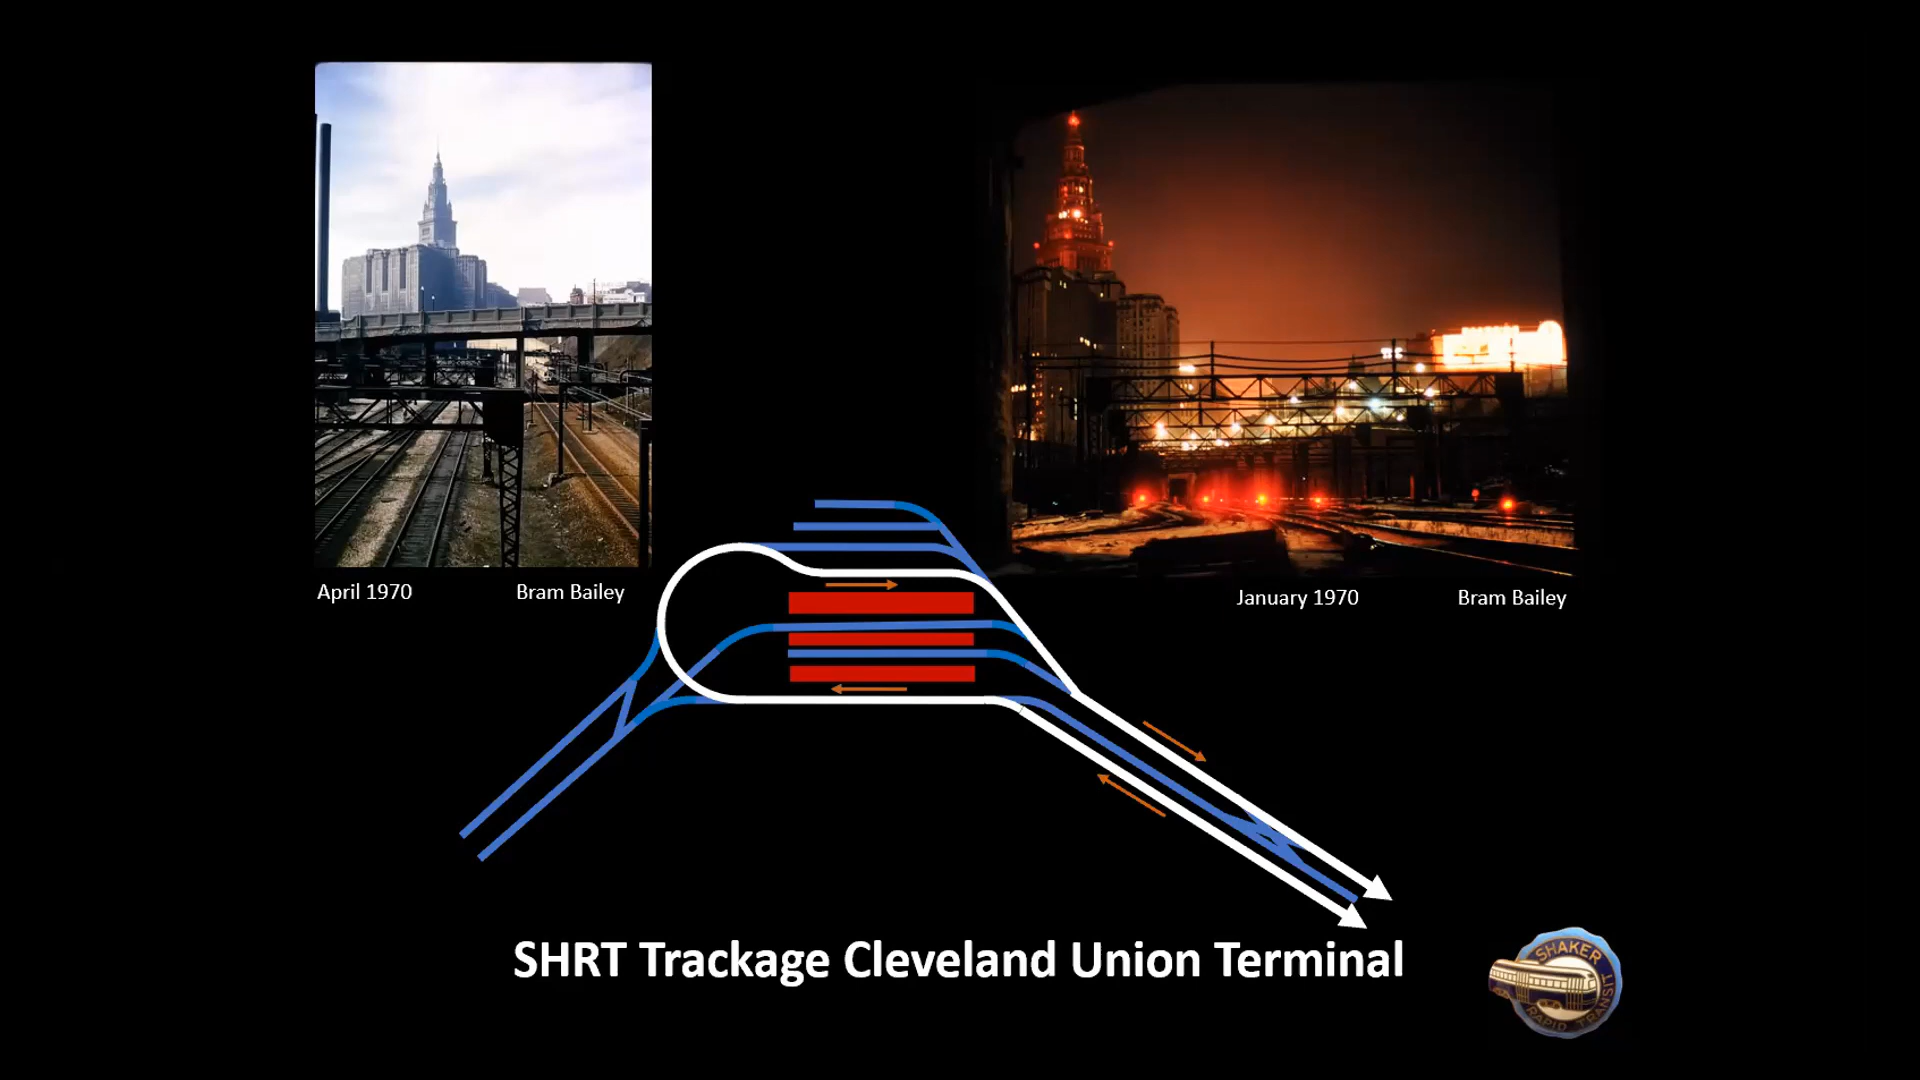 April 1970 Bram Bailey
January 1970 Bram Bailey
SHRT Trackage Cleveland Union Terminal
SHAKER
RAPID TRANSIT